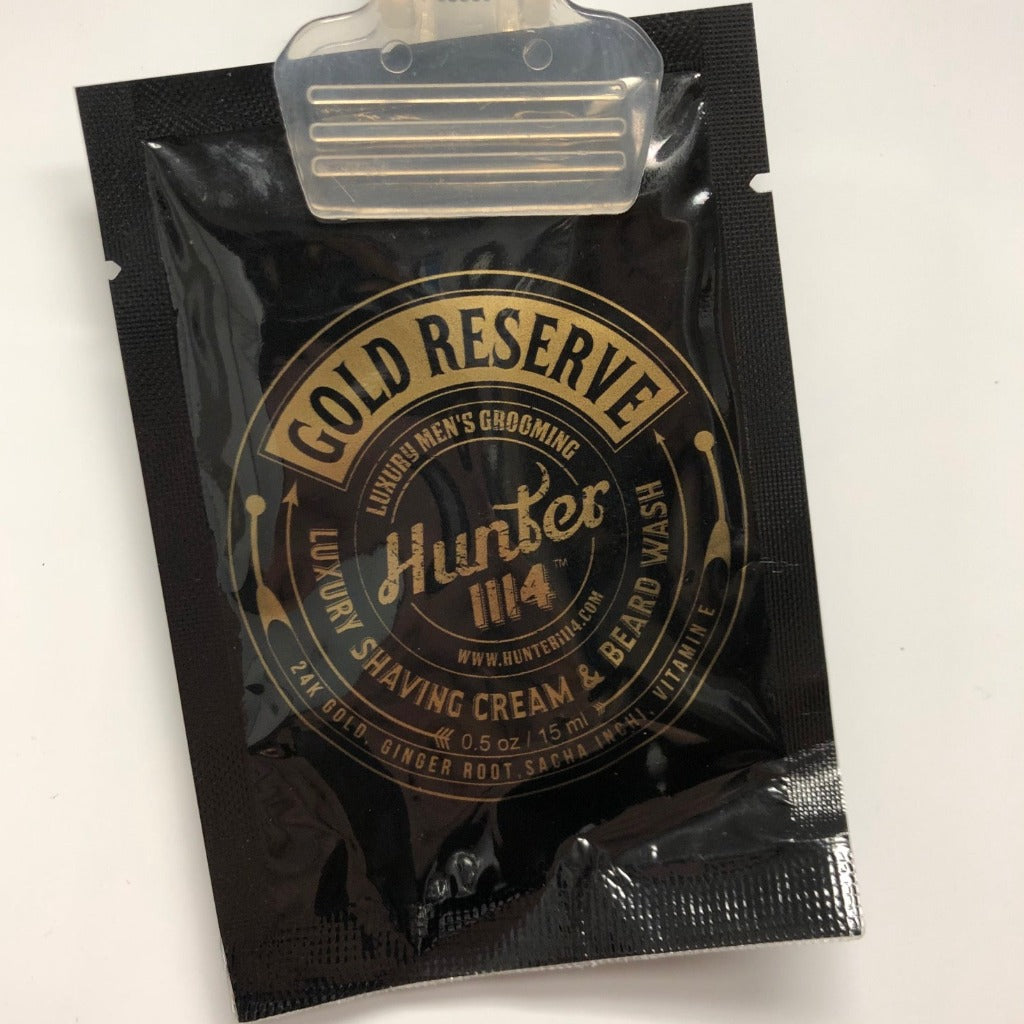 GOLD RESERVE
LUXURY MEN'S GROOMING
Hunter
1114™
WWW.HUNTER1114.COM
LUXURY SHAVING CREAM & BEARD WASH
0.5 oz / 15 ml
24K GOLD, GINGER ROOT, SACHA INCHI, VITAMIN E